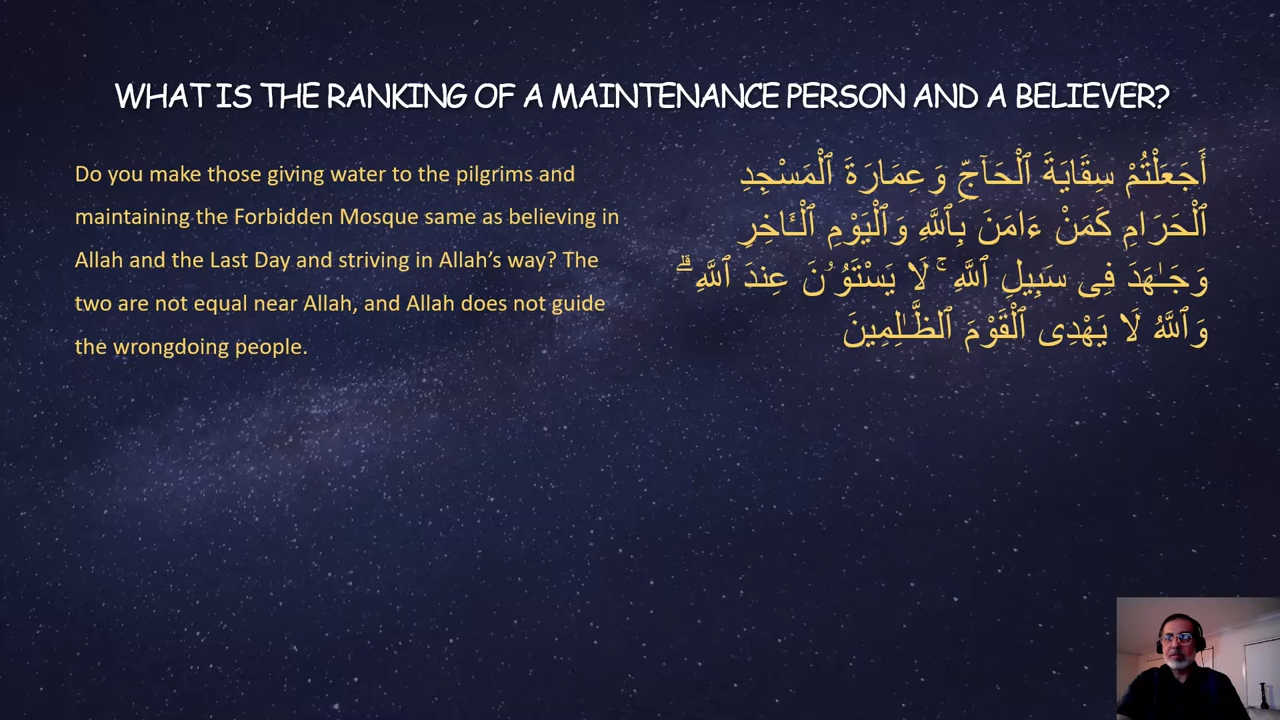 WHAT IS THE RANKING OF A MAINTENANCE PERSON AND A BELIEVER?
Do you make those giving water to the pilgrims and
maintaining the Forbidden Mosque same as believing in
Allah and the Last Day and striving in Allah’s way? The
two are not equal near Allah, and Allah does not guide
the wrongdoing people.
أَجَعَلْتُمْ سِقَايَةَ ٱلْحَآجِّ وَعِمَارَةَ ٱلْمَسْجِدِ
ٱلْحَرَامِ كَمَنْ ءَامَنَ بِٱللَّهِ وَٱلْيَوْمِ ٱلْـَٔاخِرِ
وَجَـٰهَدَ فِى سَبِيلِ ٱللَّهِ ۚ لَا يَسْتَوُۥنَ عِندَ ٱللَّهِ ۗ
وَٱللَّهُ لَا يَهْدِى ٱلْقَوْمَ ٱلظَّـٰلِمِينَ